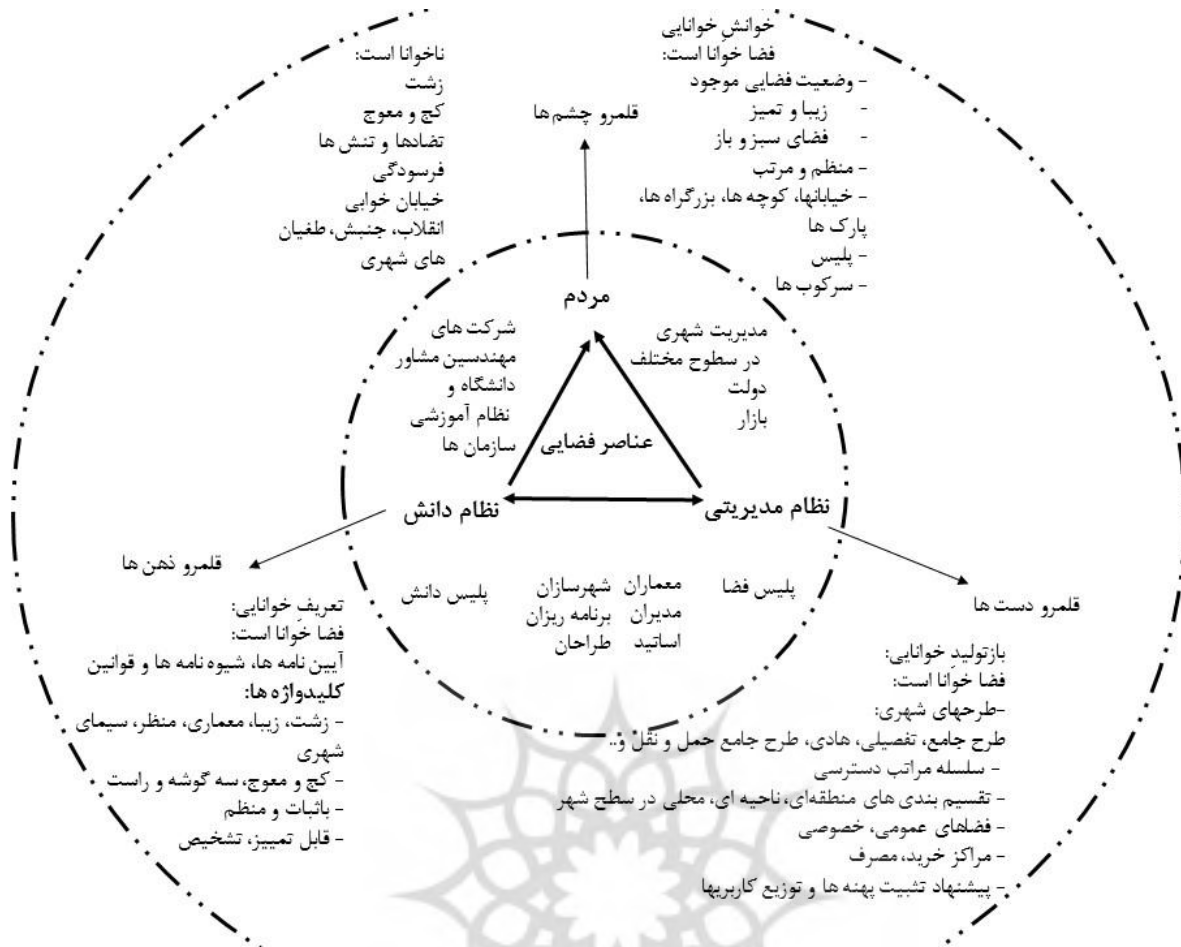 خوانشِ خوانایی
فضا خوانا است:
- وضعیت فضایی موجود
- زیبا و تمیز
- فضای سبز و باز
- منظم و مرتب
- خیابانها، کوچه ها، بزرگراه ها،
پارک ها
- پلیس
- سرکوب ها
ناخوانا است:
زشت
کج و معوج
تضادها و تنش ها
فرسودگی
خیابان خوابی
انقلاب، جنبش، طغیان
های شهری
قلمرو چشم ها
مردم
مدیریت شهری
در سطوح مختلف
دولت
بازار
شرکت های
مهندسین مشاور
دانشگاه و
نظام آموزشی
سازمان ها
عناصر فضایی
نظام مدیریتی
نظام دانش
پلیس فضا
معماران شهرسازان
مدیران برنامه ریزان
اساتید طراحان
پلیس دانش
قلمرو دست ها
بازتولیدِ خوانایی:
فضا خوانا است:
-طرحهای شهری:
طرح جامع، تفصیلی، هادی، طرح جامع حمل و نقل و..
- سلسله مراتب دسترسی
- تقسیم بندی های منطقه‌ای، ناحیه ای، محلی در سطح شهر
- فضاهای عمومی، خصوصی
- مراکز خرید، مصرف
- پیشنهاد تثبیت پهنه ها و توزیع کاربریها
قلمرو ذهن ها
تعریفِ خوانایی:
فضا خوانا است:
آیین نامه ها، شیوه نامه ها و قوانین
کلیدواژه ها:
- زشت، زیبا، معماری، منظر، سیمای
شهری
- کج و معوج، سه گوشه و راست
- باثبات و منظم
- قابل تمییز، تشخیص